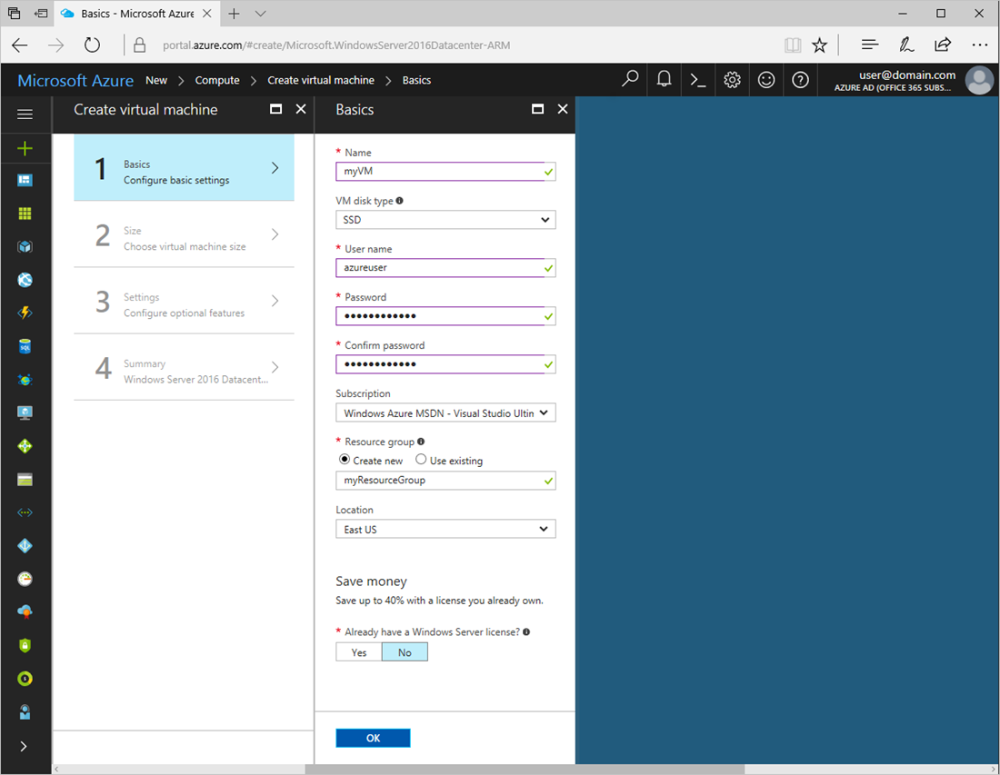 Basics - Microsoft Azure
portal.azure.com/#create/Microsoft.WindowsServer2016Datacenter-ARM
Microsoft Azure New > Compute > Create virtual machine > Basics
user@domain.com
AZURE AD (OFFICE 365 SUBS...
Create virtual machine
1
Basics
Configure basic settings
2
Size
Choose virtual machine size
3
Settings
Configure optional features
4
Summary
Windows Server 2016 Datacent...
Basics
* Name
myVM
VM disk type
SSD
* User name
azureuser
* Password
••••••••••••
* Confirm password
••••••••••••
Subscription
Windows Azure MSDN - Visual Studio Ultin
* Resource group
Create new Use existing
myResourceGroup
Location
East US
Save money
Save up to 40% with a license you already own.
* Already have a Windows Server license?
Yes No
OK
SQL